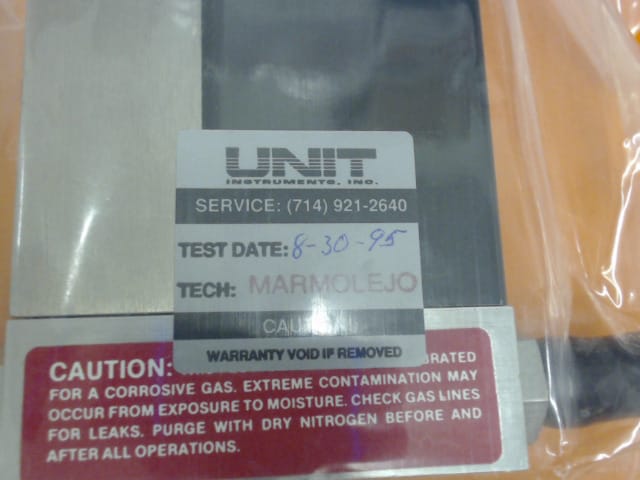 UNIT
INSTRUMENTS, INC.
SERVICE: (714) 921-2640
TEST DATE: 8-30-95
TECH: MARMOLEJO
WARRANTY VOID IF REMOVED
CAUTION:
FOR A CORROSIVE GAS. EXTREME CONTAMINATION MAY
OCCUR FROM EXPOSURE TO MOISTURE. CHECK GAS LINES
FOR LEAKS. PURGE WITH DRY NITROGEN BEFORE AND
AFTER ALL OPERATIONS.